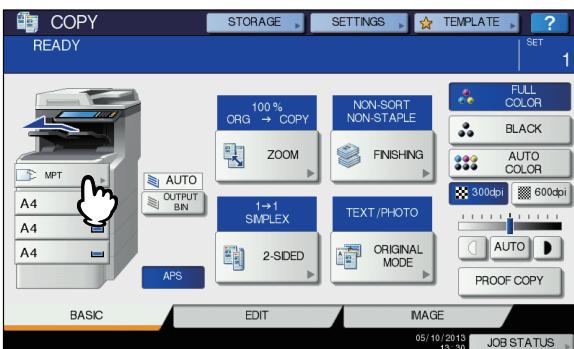 COPY
STORAGE
SETTINGS
TEMPLATE
?
READY
SET
1
100 %
ORG → COPY
NON-SORT
NON-STAPLE
FULL
COLOR
ZOOM
FINISHING
BLACK
MPT
AUTO
AUTO
COLOR
OUTPUT
BIN
300dpi
600dpi
A4
1→1
SIMPLEX
TEXT/PHOTO
A4
A4
2-SIDED
ORIGINAL
MODE
AUTO
APS
PROOF COPY
BASIC
EDIT
IMAGE
05/10/2013
13:30
JOB STATUS